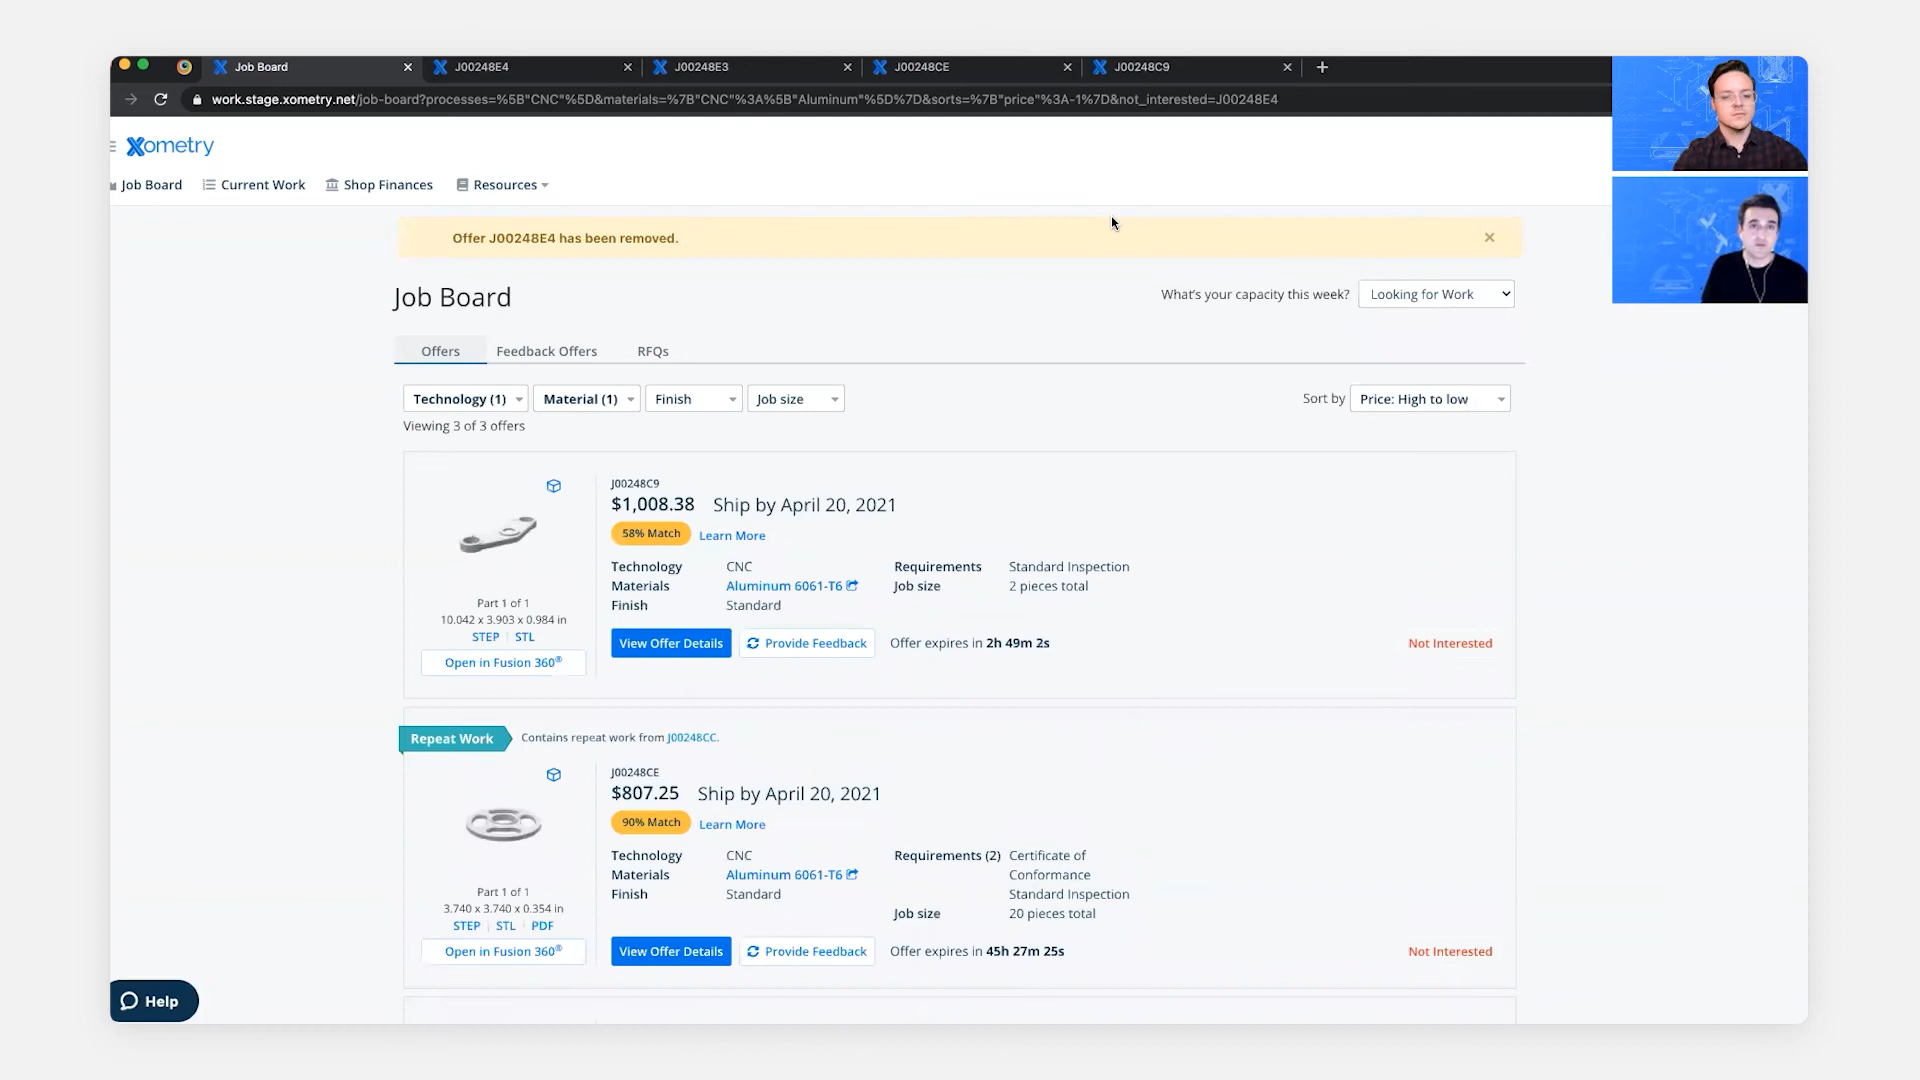 Job Board
J00248E4
J00248E3
J00248CE
J00248C9
work.stage.xometry.net/job-board?processes=%5B"CNC"%5D&materials=%7B"CNC"%3A%5B"Aluminum"%5D%7D&sorts=%7B"price"%3A-1%7D&not_interested=J00248E4
Xometry
Job Board Current Work Shop Finances Resources
Offer J00248E4 has been removed.
Job Board
What's your capacity this week? Looking for Work
Offers Feedback Offers RFQs
Technology (1) Material (1) Finish Job size
Sort by Price: High to low
Viewing 3 of 3 offers
Part 1 of 1
10.042 x 3.903 x 0.984 in
STEP STL
Open in Fusion 360®
J00248C9
$1,008.38 Ship by April 20, 2021
58% Match Learn More
Technology CNC
Materials Aluminum 6061-T6
Finish Standard
Requirements Standard Inspection
Job size 2 pieces total
View Offer Details Provide Feedback Offer expires in 2h 49m 2s
Not Interested
Repeat Work Contains repeat work from J00248CC.
Part 1 of 1
3.740 x 3.740 x 0.354 in
STEP STL PDF
Open in Fusion 360®
J00248CE
$807.25 Ship by April 20, 2021
90% Match Learn More
Technology CNC
Materials Aluminum 6061-T6
Finish Standard
Requirements (2) Certificate of
Conformance
Standard Inspection
Job size 20 pieces total
View Offer Details Provide Feedback Offer expires in 45h 27m 25s
Not Interested
Help